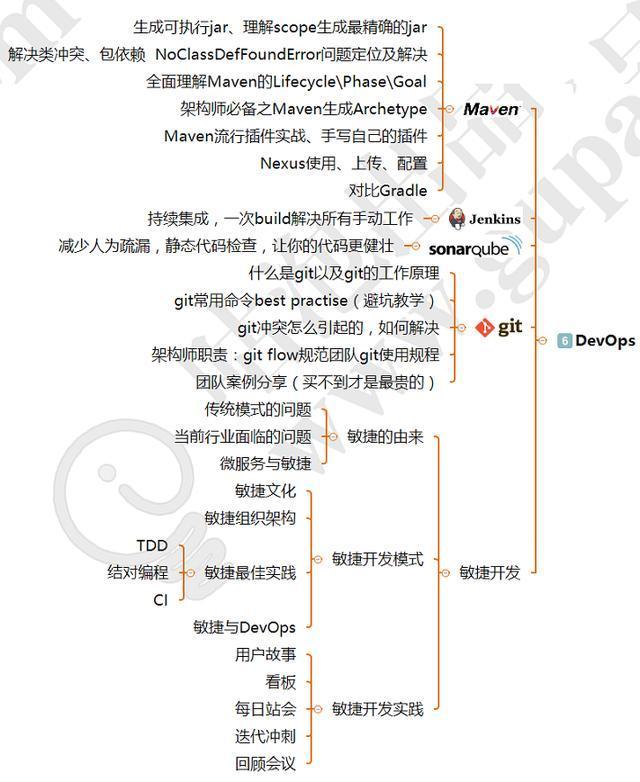 生成可执行jar、理解scope生成最精确的jar
解决类冲突、包依赖 NoClassDefFoundError问题定位及解决
全面理解Maven的Lifecycle\Phase\Goal
架构师必备之Maven生成Archetype
Maven
Maven流行插件实战、手写自己的插件
Nexus使用、上传、配置
对比Gradle
持续集成，一次build解决所有手动工作
Jenkins
减少人为疏漏，静态代码检查，让你的代码更健壮
sonarqube
什么是git以及git的工作原理
git常用命令best practise（避坑教学）
git冲突怎么引起的，如何解决
git
6 DevOps
架构师职责：git flow规范团队git使用规程
团队案例分享（买不到才是最贵的）
传统模式的问题
当前行业面临的问题
敏捷的由来
微服务与敏捷
敏捷文化
敏捷组织架构
TDD
敏捷开发模式
结对编程
敏捷最佳实践
敏捷开发
CI
敏捷与DevOps
用户故事
看板
每日站会
敏捷开发实践
迭代冲刺
回顾会议